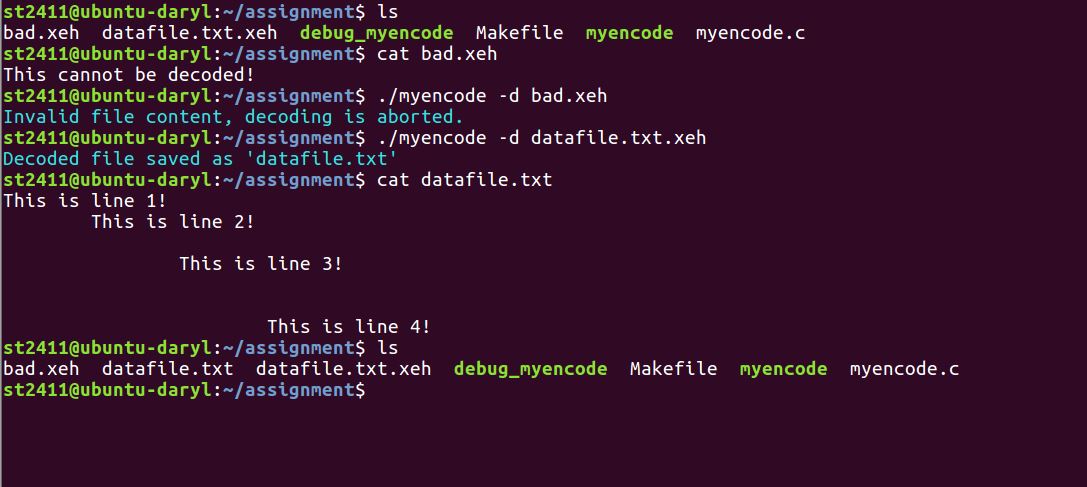 st2411@ubuntu-daryl:~/assignment$ ls
bad.xeh  datafile.txt.xeh  debug_myencode  Makefile  myencode  myencode.c
st2411@ubuntu-daryl:~/assignment$ cat bad.xeh
This cannot be decoded!
st2411@ubuntu-daryl:~/assignment$ ./myencode -d bad.xeh
Invalid file content, decoding is aborted.
st2411@ubuntu-daryl:~/assignment$ ./myencode -d datafile.txt.xeh
Decoded file saved as 'datafile.txt'
st2411@ubuntu-daryl:~/assignment$ cat datafile.txt
This is line 1!
        This is line 2!

                This is line 3!


                        This is line 4!
st2411@ubuntu-daryl:~/assignment$ ls
bad.xeh  datafile.txt  datafile.txt.xeh  debug_myencode  Makefile  myencode  myencode.c
st2411@ubuntu-daryl:~/assignment$